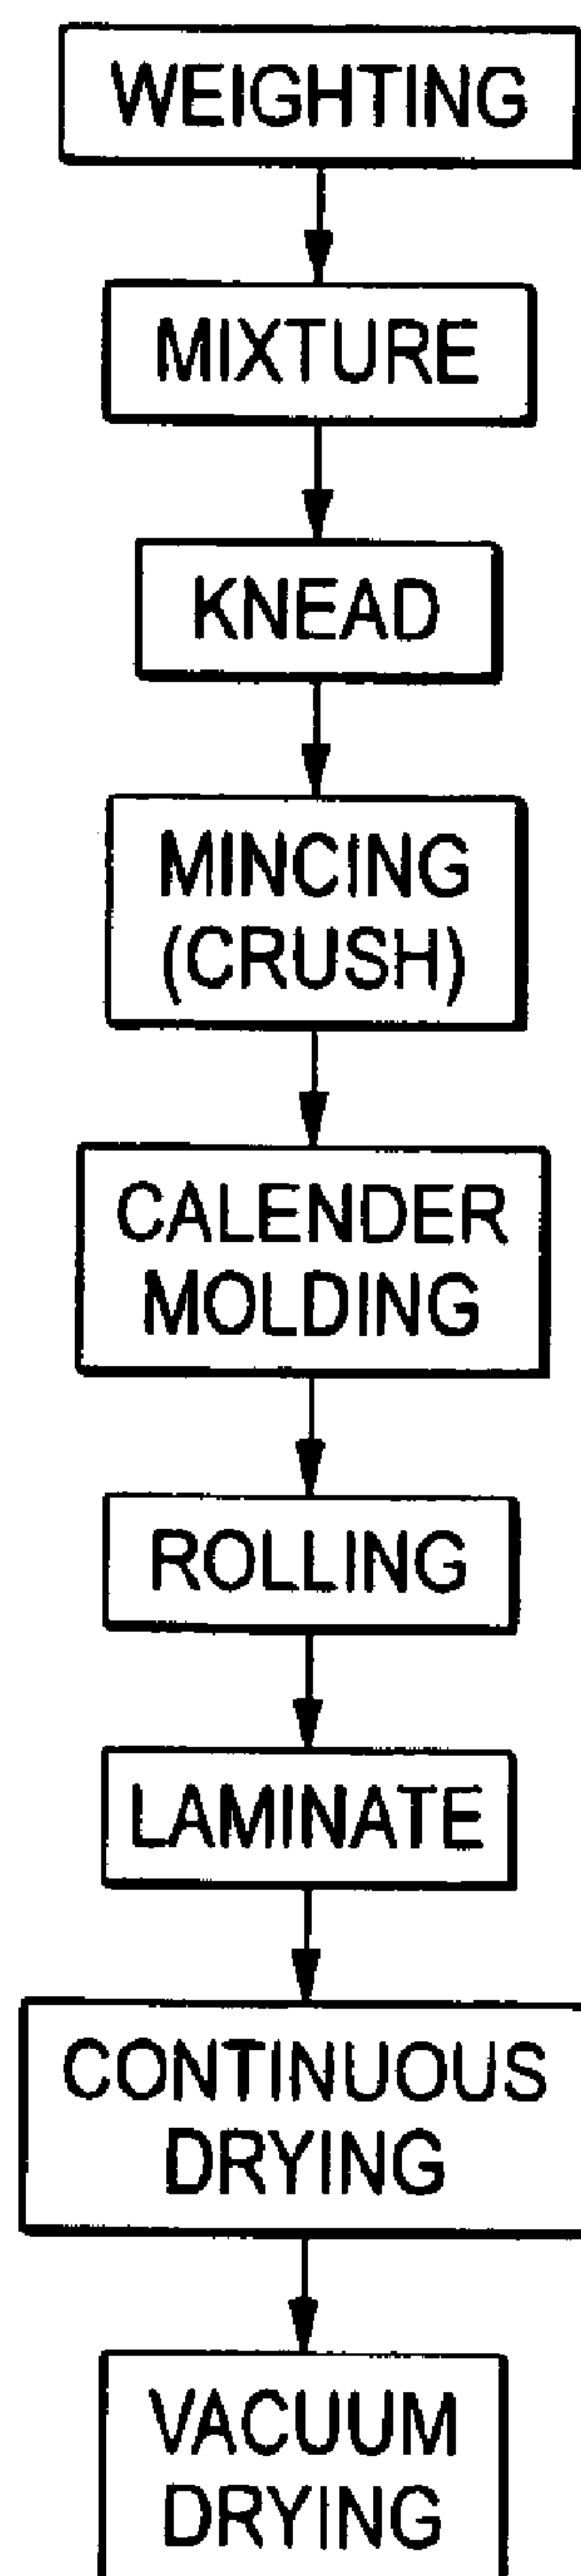 WEIGHTING
MIXTURE
KNEAD
MINCING
(CRUSH)
CALENDER
MOLDING
ROLLING
LAMINATE
CONTINUOUS
DRYING
VACUUM
DRYING